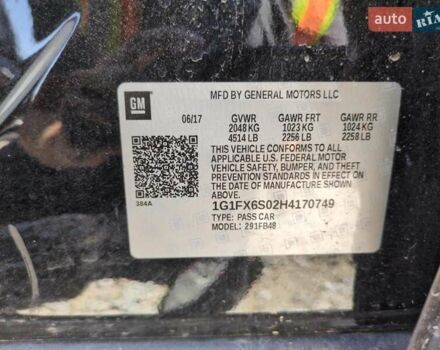 auto RIA
GM
MFD BY GENERAL MOTORS LLC
06/17 GVWR GAWR FRT GAWR RR
2048 KG 1023 KG 1024 KG
4514 LB 2256 LB 2258 LB
THIS VEHICLE CONFORMS TO ALL
APPLICABLE U.S. FEDERAL MOTOR
VEHICLE SAFETY, BUMPER, AND THEFT
PREVENTION STANDARDS IN EFFECT ON
THE DATE OF MANUFACTURE SHOWN
ABOVE.
384A
1G1FX6S02H4170749
TYPE: PASS CAR
MODEL: 291FB48